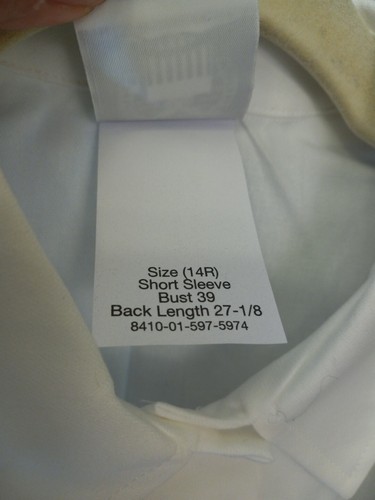 Size (14R)
Short Sleeve
Bust 39
Back Length 27-1/8
8410-01-597-5974